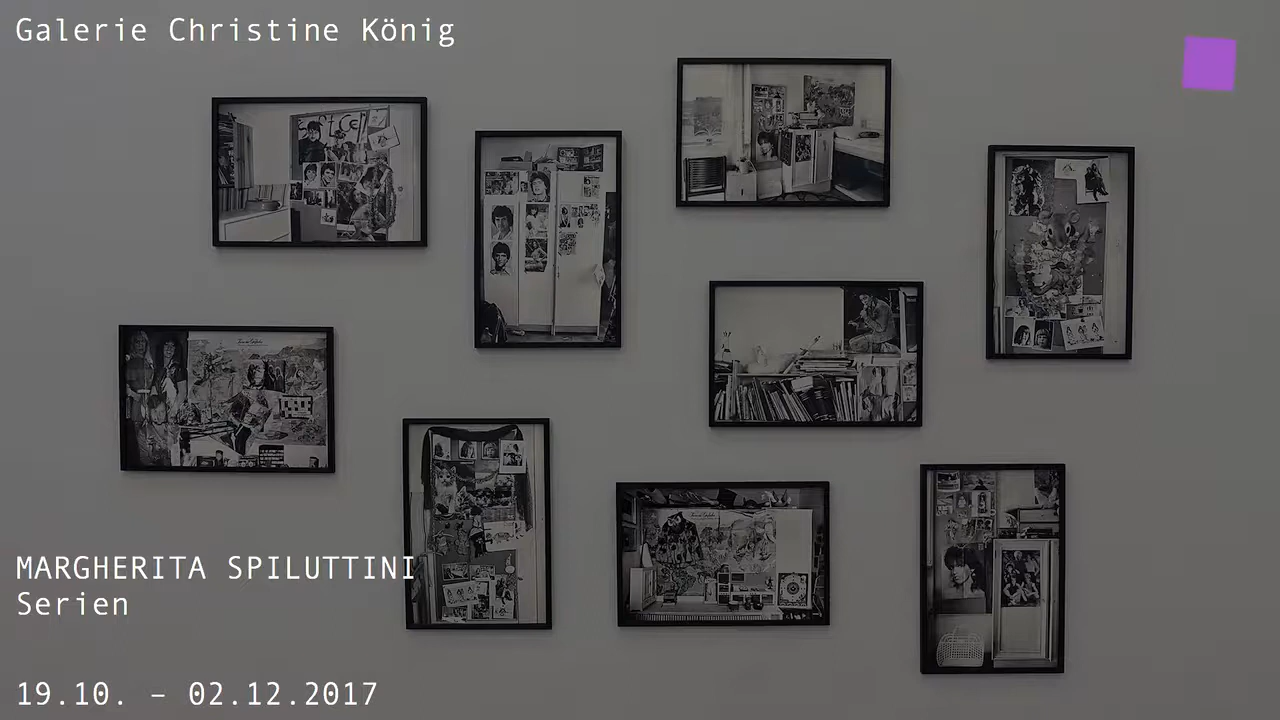 Galerie Christine König
MARGHERITA SPILUTTINI
Serien
19.10. – 02.12.2017